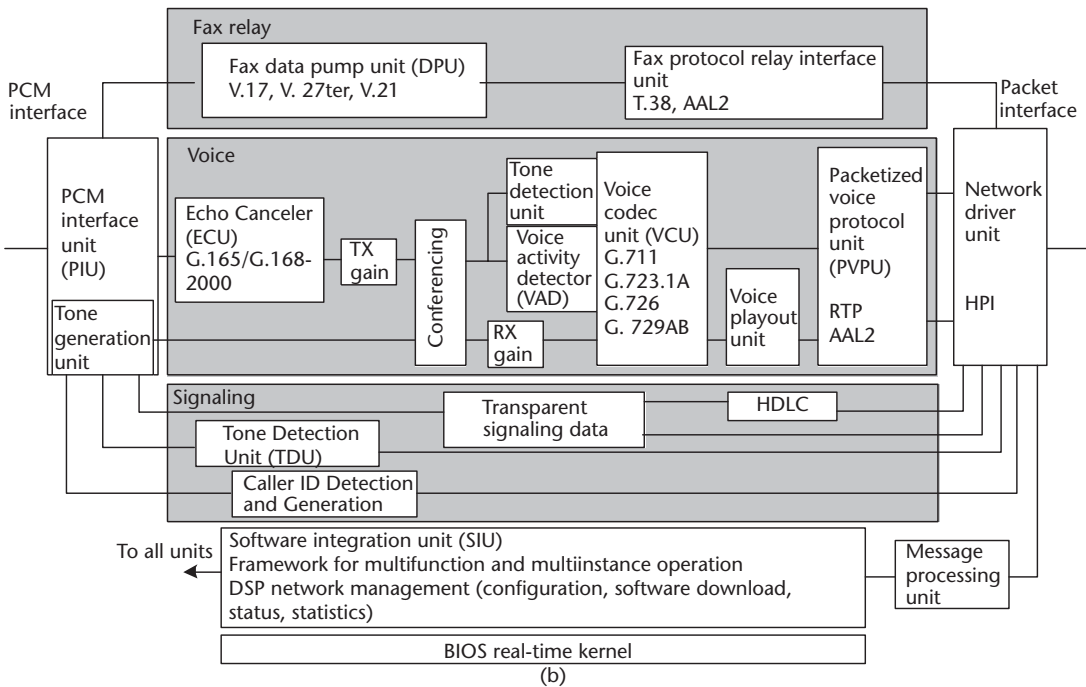 Fax relay
Fax data pump unit (DPU)
V.17, V. 27ter, V.21
Fax protocol relay interface
unit
T.38, AAL2
PCM
interface
Packet
interface
Voice
PCM
interface
unit
(PIU)
Tone
generation
unit
Echo Canceler
(ECU)
G.165/G.168-
2000
TX
gain
Conferencing
Tone
detection
unit
Voice
activity
detector
(VAD)
RX
gain
Voice
codec
unit (VCU)
G.711
G.723.1A
G.726
G. 729AB
Voice
playout
unit
Packetized
voice
protocol
unit
(PVPU)
RTP
AAL2
Network
driver
unit
HPI
Signaling
Transparent
signaling data
HDLC
Tone Detection
Unit (TDU)
Caller ID Detection
and Generation
To all units
Software integration unit (SIU)
Framework for multifunction and multiinstance operation
DSP network management (configuration, software download,
status, statistics)
Message
processing
unit
BIOS real-time kernel
(b)